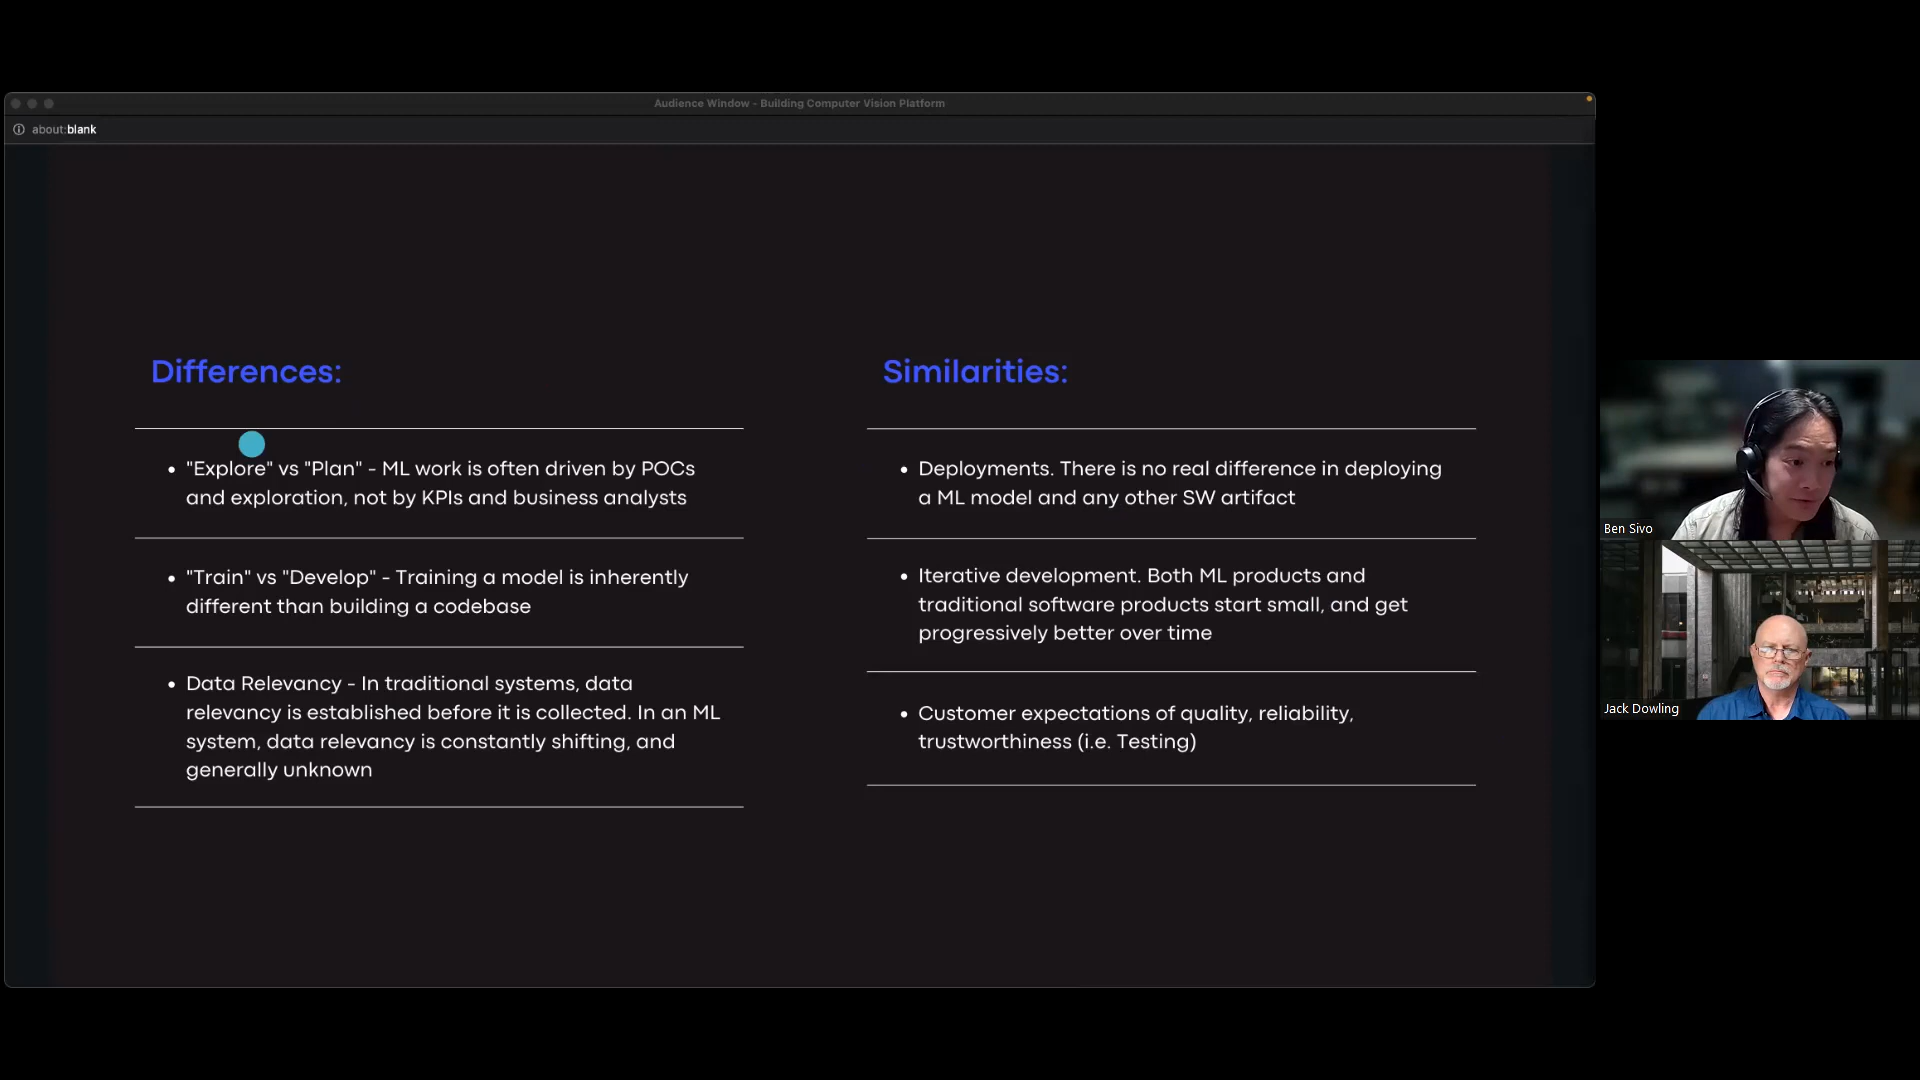 Audience Window - Building Computer Vision Platform
about:blank
Differences:
• "Explore" vs "Plan" - ML work is often driven by POCs
and exploration, not by KPIs and business analysts
• "Train" vs "Develop" - Training a model is inherently
different than building a codebase
• Data Relevancy - In traditional systems, data
relevancy is established before it is collected. In an ML
system, data relevancy is constantly shifting, and
generally unknown
Similarities:
• Deployments. There is no real difference in deploying
a ML model and any other SW artifact
• Iterative development. Both ML products and
traditional software products start small, and get
progressively better over time
• Customer expectations of quality, reliability,
trustworthiness (i.e. Testing)
Ben Sivo
Jack Dowling